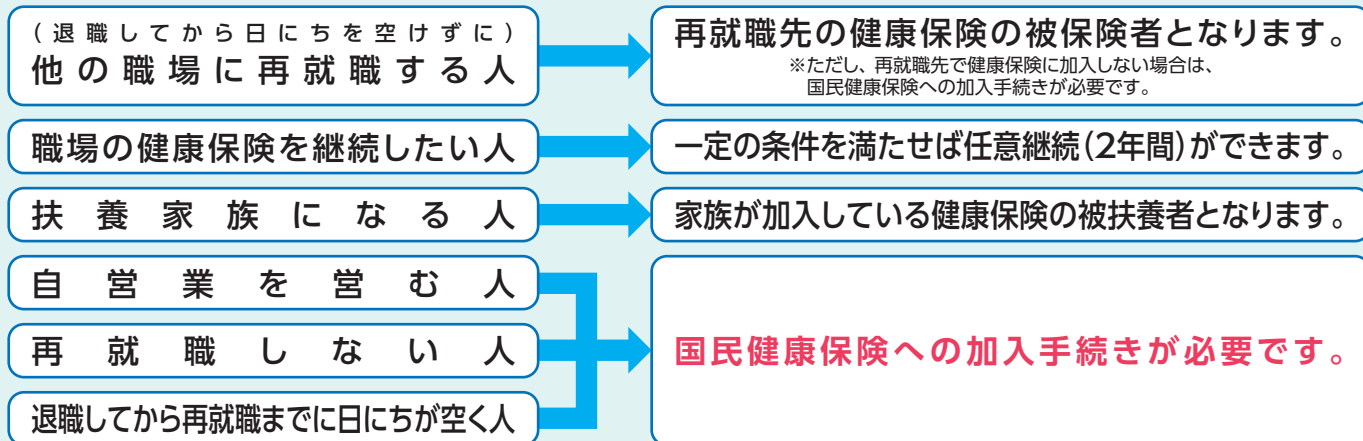 (退職してから日にちを空けずに)
他の職場に再就職する人
再就職先の健康保険の被保険者となります。
※ただし、再就職先で健康保険に加入しない場合は、
国民健康保険への加入手続きが必要です。
職場の健康保険を継続したい人
一定の条件を満たせば任意継続(2年間)ができます。
扶養家族になる人
家族が加入している健康保険の被扶養者となります。
自営業を営む人
再就職しない人
退職してから再就職までに日にちが空く人
国民健康保険への加入手続きが必要です。